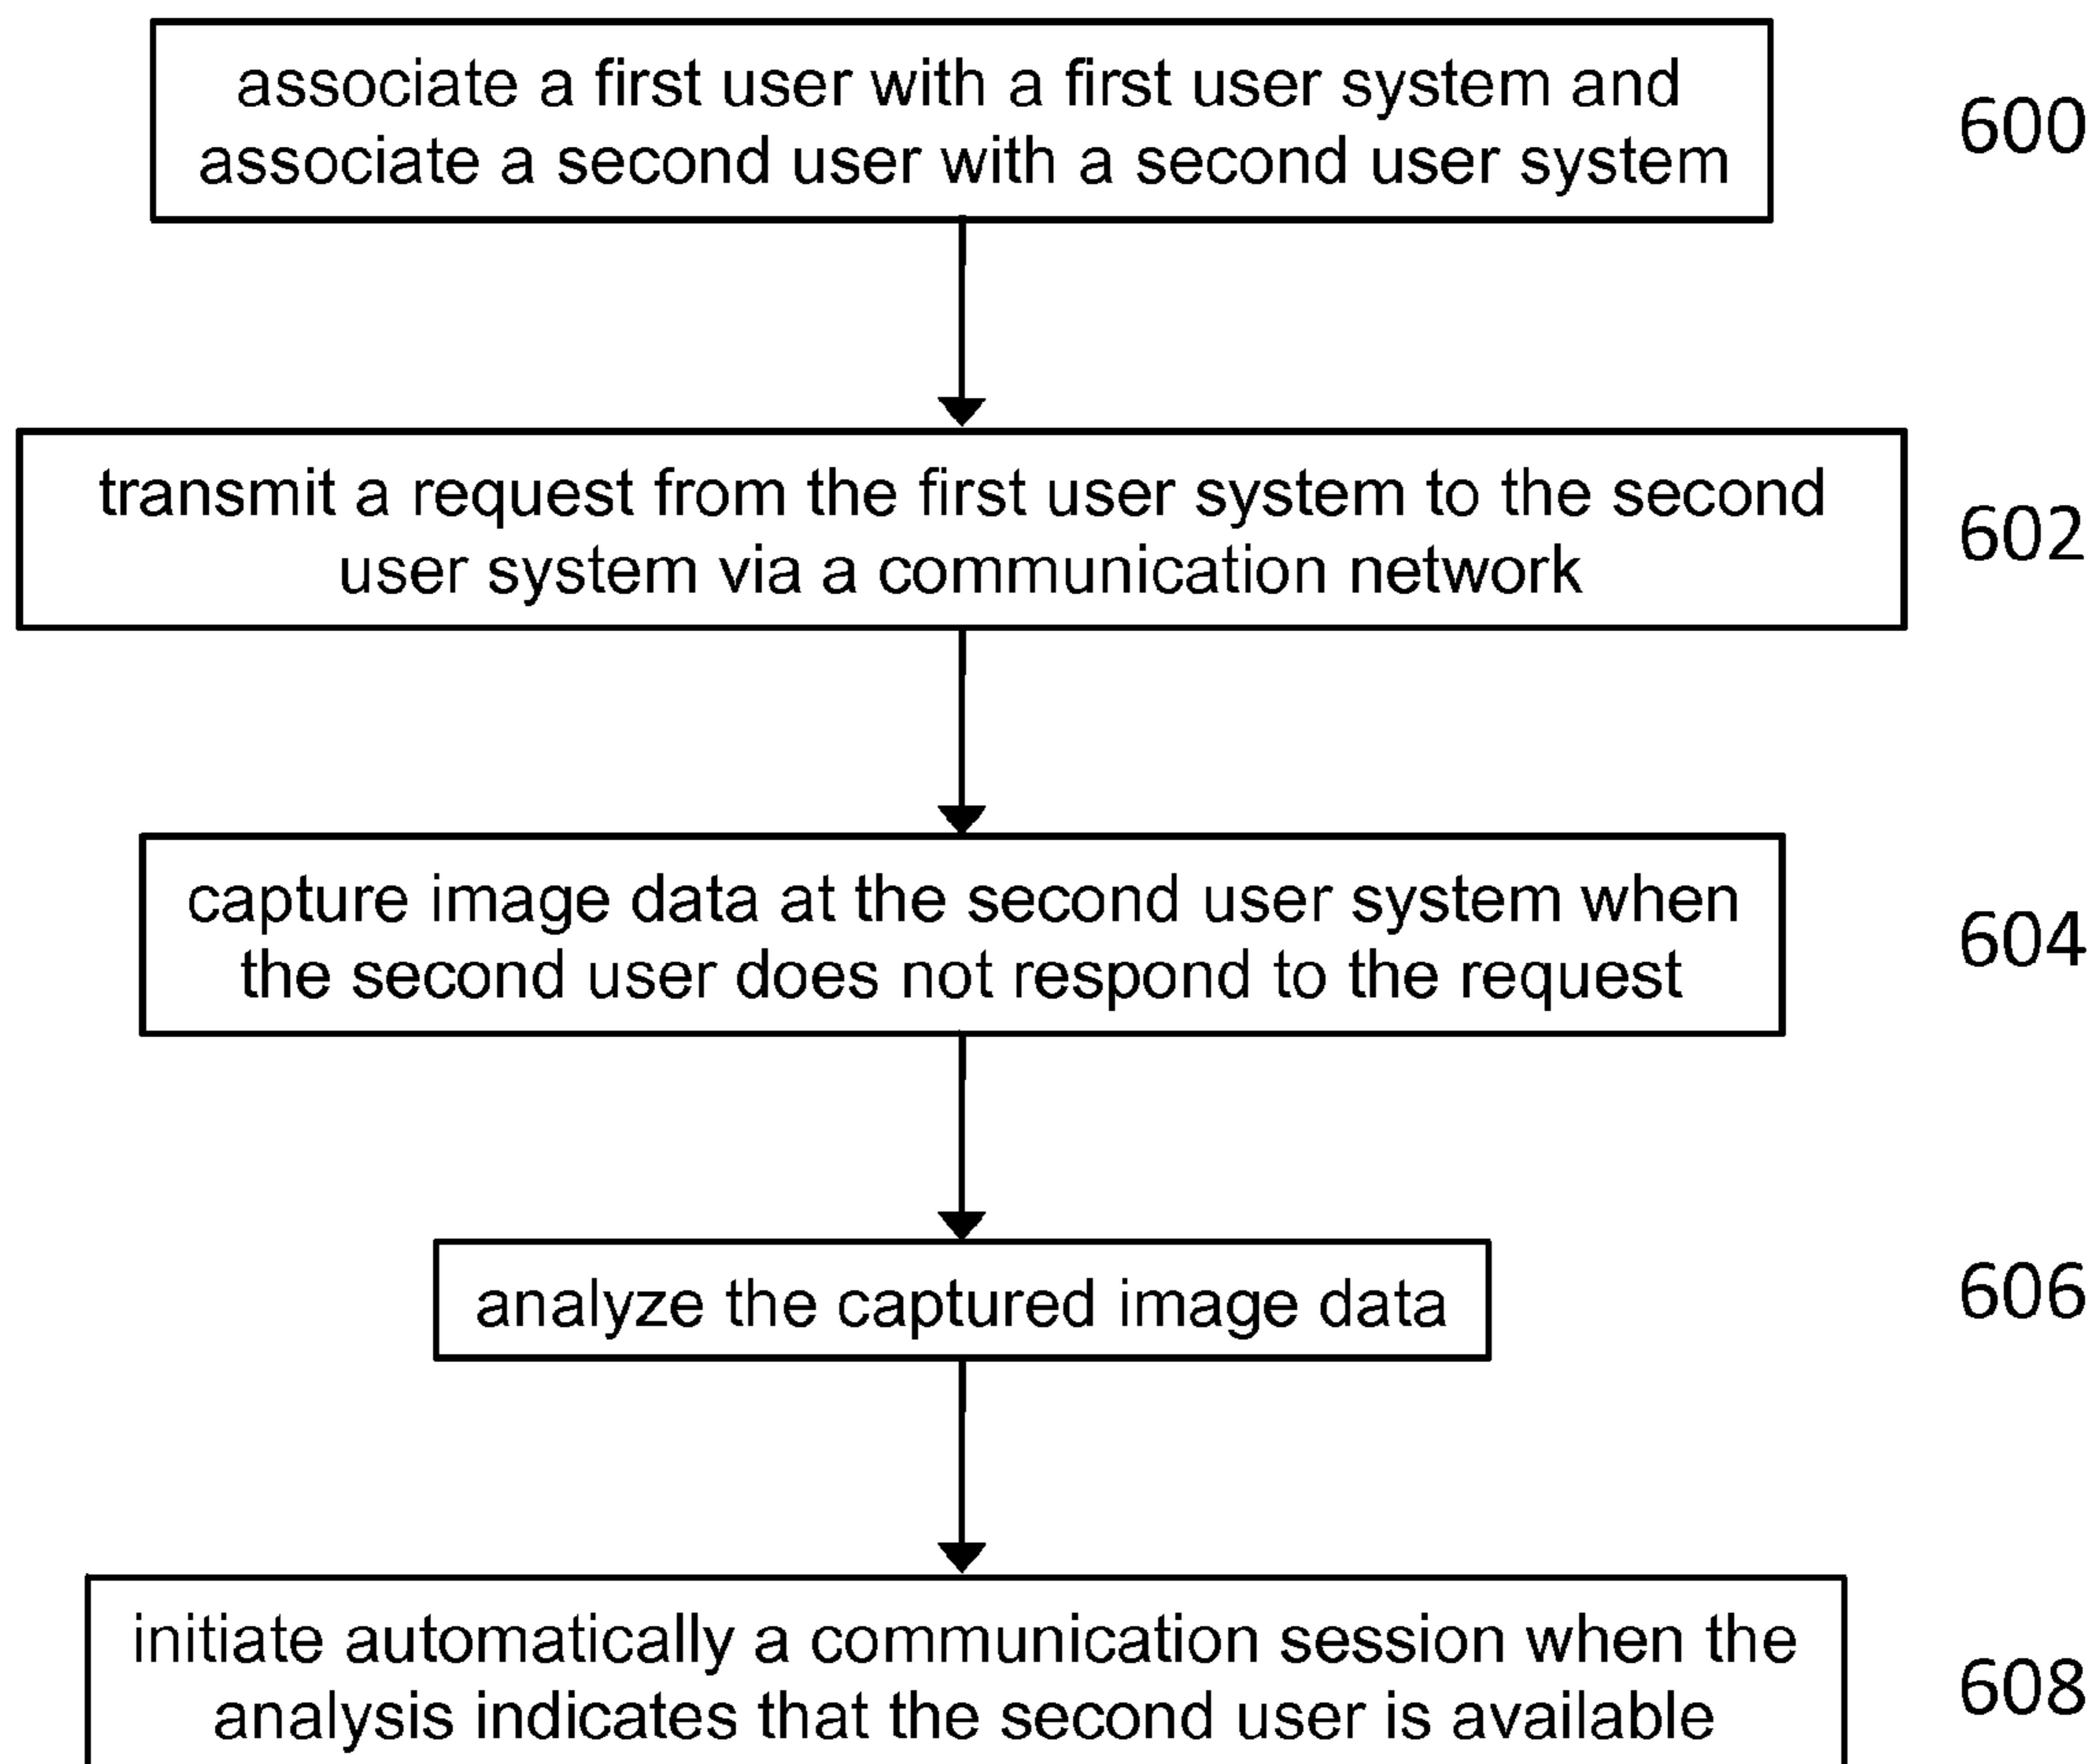 associate a first user with a first user system and
associate a second user with a second user system
600
transmit a request from the first user system to the second
user system via a communication network
602
capture image data at the second user system when
the second user does not respond to the request
604
analyze the captured image data
606
initiate automatically a communication session when the
analysis indicates that the second user is available
608